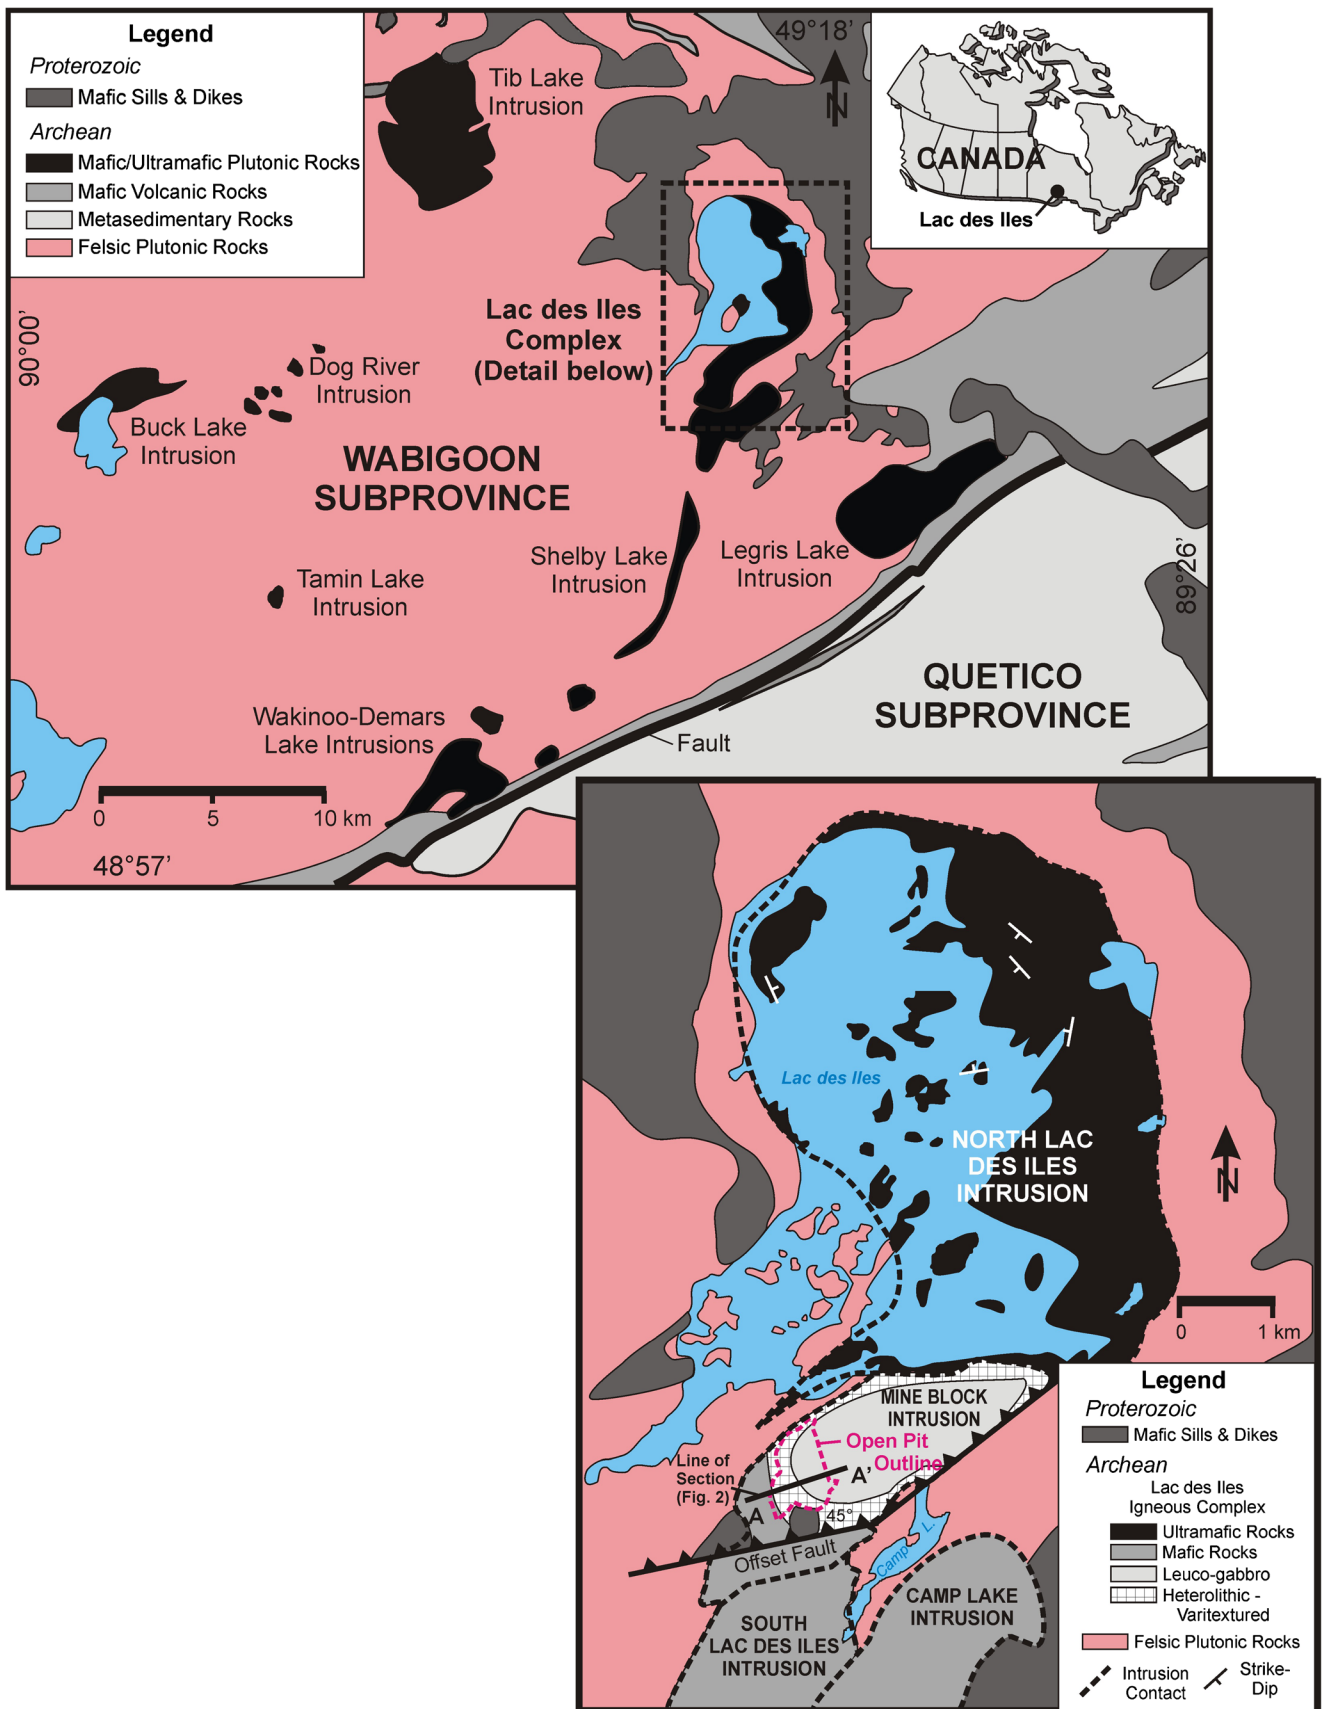 Legend
Proterozoic
Mafic Sills & Dikes
Archean
Mafic/Ultramafic Plutonic Rocks
Mafic Volcanic Rocks
Metasedimentary Rocks
Felsic Plutonic Rocks
Tib Lake
Intrusion
49°18’
N
CANADA
Lac des Iles
90°00’
Lac des Iles
Complex
(Detail below)
Dog River
Intrusion
Buck Lake
Intrusion
WABIGOON
SUBPROVINCE
Shelby Lake
Intrusion
Legris Lake
Intrusion
89°26’
Tamin Lake
Intrusion
QUETICO
SUBPROVINCE
Wakinoo-Demars
Lake Intrusions
Fault
0 5 10 km
48°57’
Lac des Iles
NORTH LAC
DES ILES
INTRUSION
N
0 1 km
MINE BLOCK
INTRUSION
Open Pit
Outline
Line of
Section
(Fig. 2)
A
A’
45°
Offset Fault
Camp L.
CAMP LAKE
INTRUSION
SOUTH
LAC DES ILES
INTRUSION
Legend
Proterozoic
Mafic Sills & Dikes
Archean
Lac des Iles
Igneous Complex
Ultramafic Rocks
Mafic Rocks
Leuco-gabbro
Heterolithic -
Varitextured
Felsic Plutonic Rocks
Intrusion
Contact
Strike-
Dip